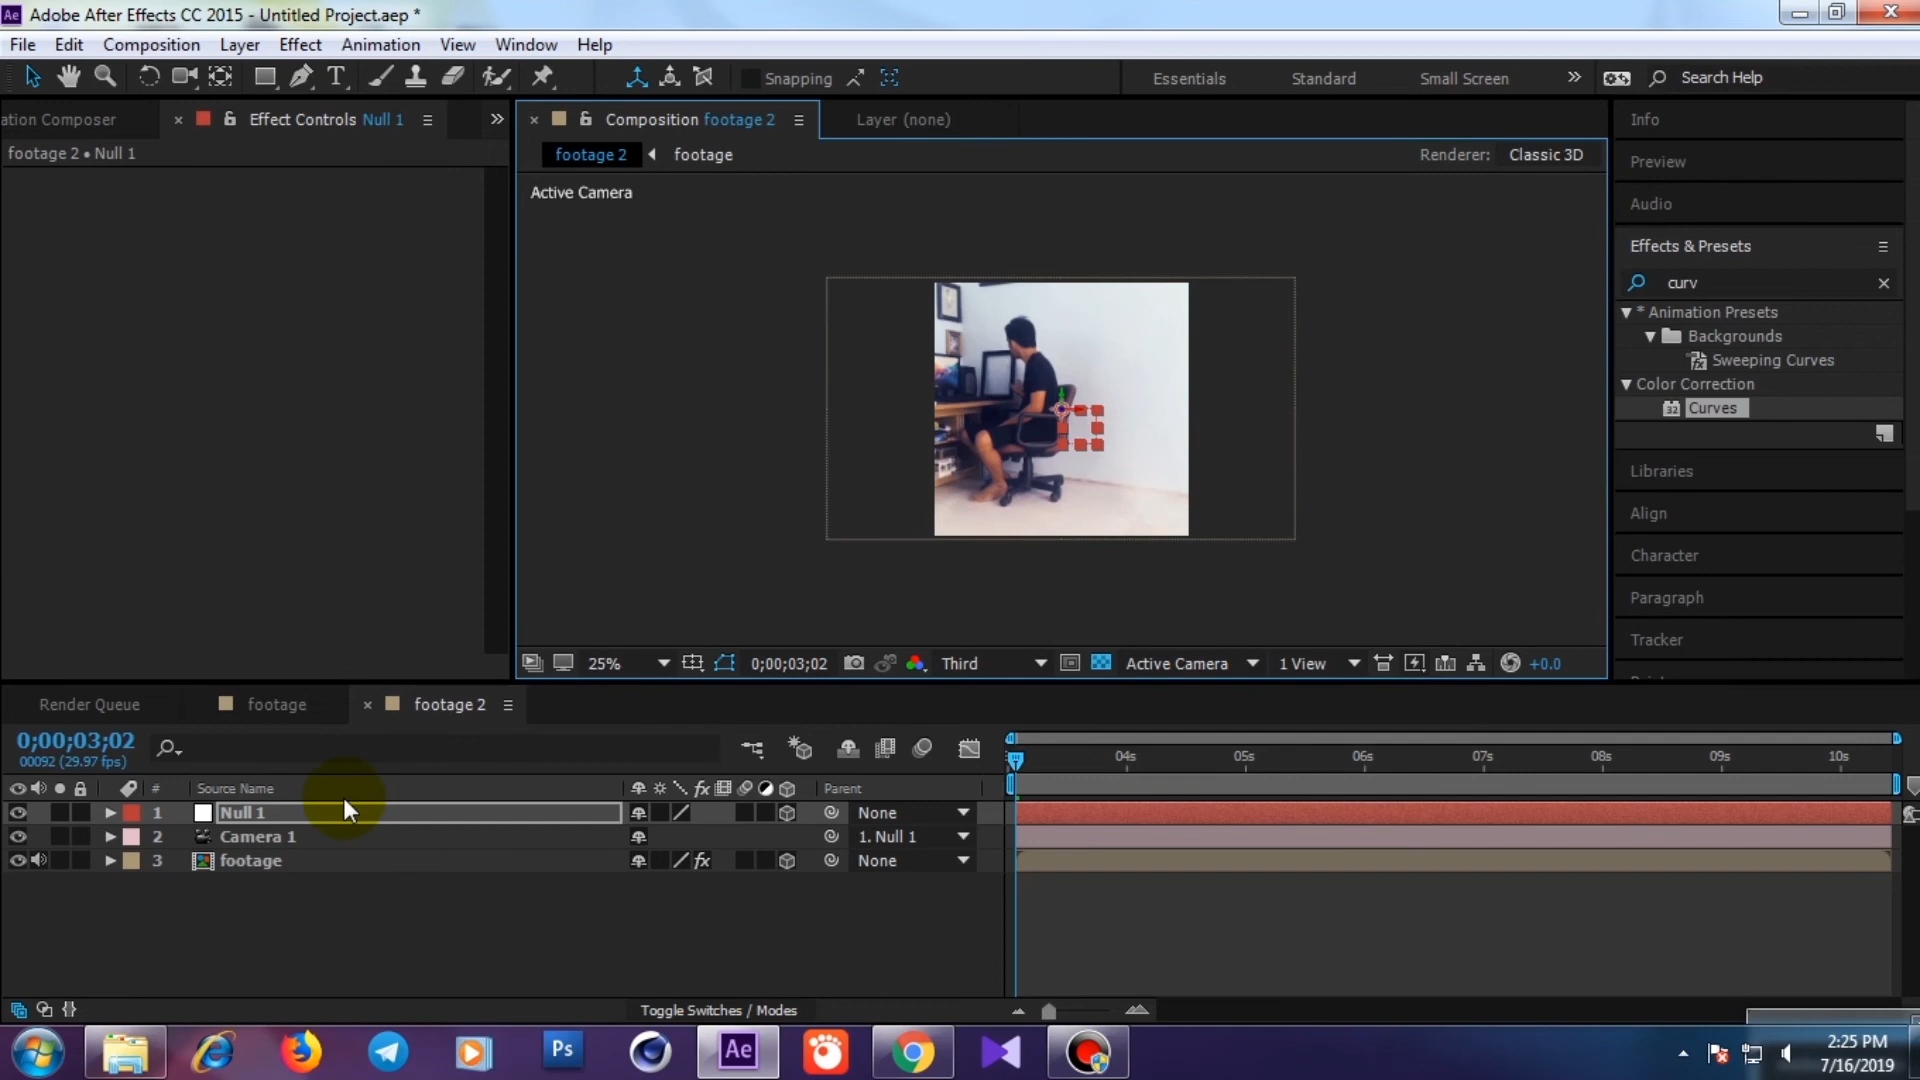 Adobe After Effects CC 2015 - Untitled Project.aep *
File Edit Composition Layer Effect Animation View Window Help
Snapping Essentials Standard Small Screen Search Help
ation Composer Effect Controls Null 1
footage 2 • Null 1
Composition footage 2 Layer (none)
footage 2 footage Renderer: Classic 3D
Active Camera
25% 0;00;03;02 Third Active Camera 1 View +0.0
Info
Preview
Audio
Effects & Presets
curv
* Animation Presets
Backgrounds
Sweeping Curves
Color Correction
32 Curves
Libraries
Align
Character
Paragraph
Tracker
Render Queue footage footage 2
0;00;03;02
00092 (29.97 fps)
04s 05s 06s 07s 08s 09s 10s
# Source Name fx Parent
1 Null 1 None
2 Camera 1 1. Null 1
3 footage fx None
Toggle Switches / Modes
Ps Ae
2:25 PM
7/16/2019